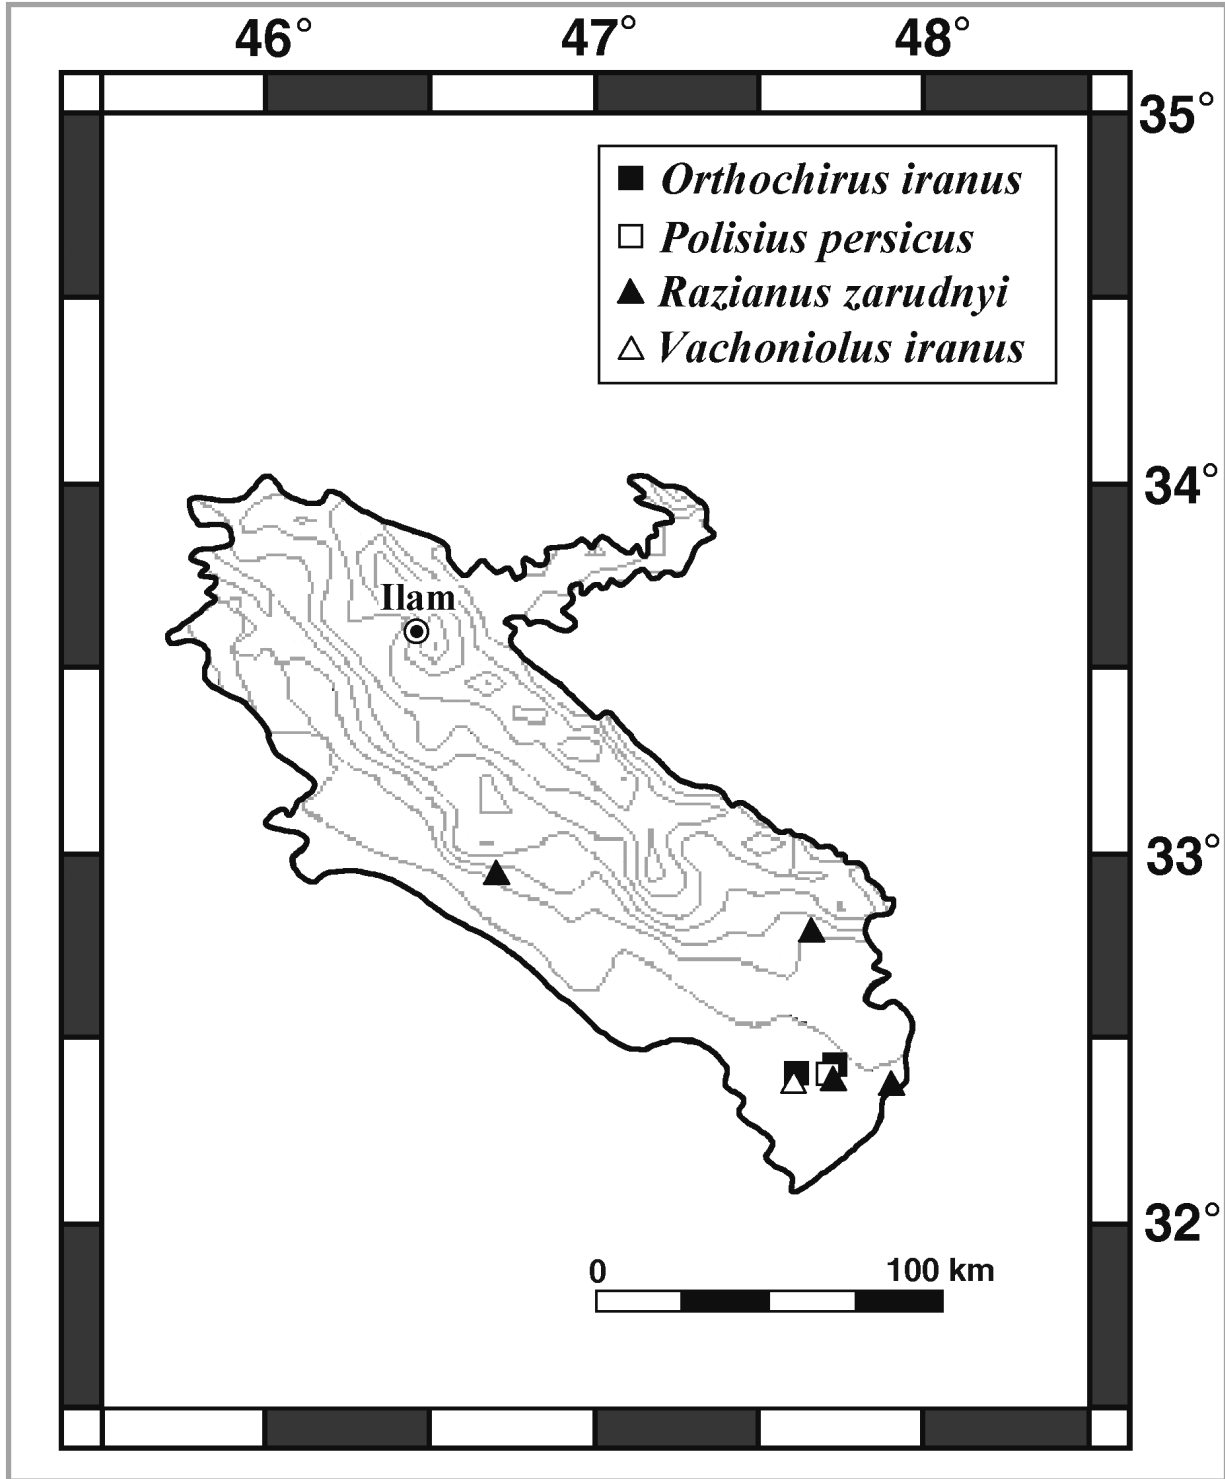 46° 47° 48°
35°
Orthochirus iranus
Polisius persicus
Razianus zarudnyi
Vachoniolus iranus
34°
Ilam
33°
32°
0 100 km